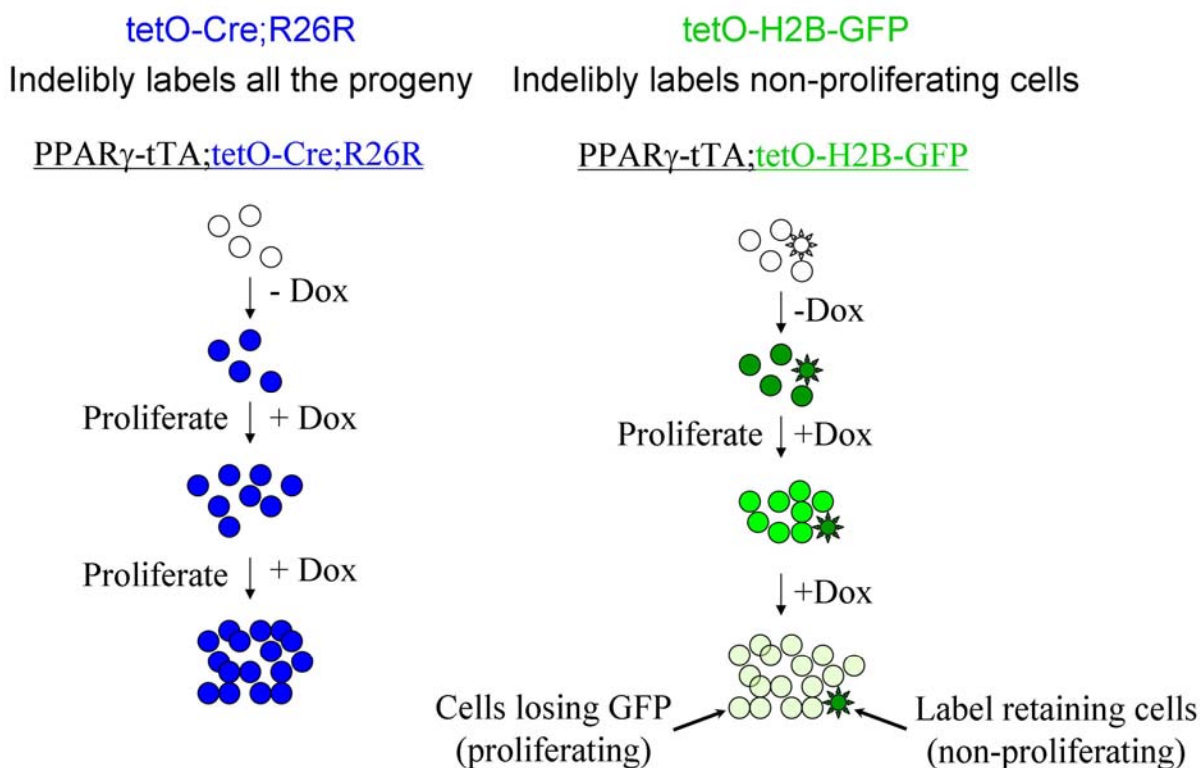 tetO-Cre;R26R
Indelibly labels all the progeny
PPARγ-tTA;tetO-Cre;R26R
- Dox
Proliferate + Dox
Proliferate + Dox
tetO-H2B-GFP
Indelibly labels non-proliferating cells
PPARγ-tTA;tetO-H2B-GFP
-Dox
Proliferate +Dox
+Dox
Cells losing GFP
(proliferating)
Label retaining cells
(non-proliferating)